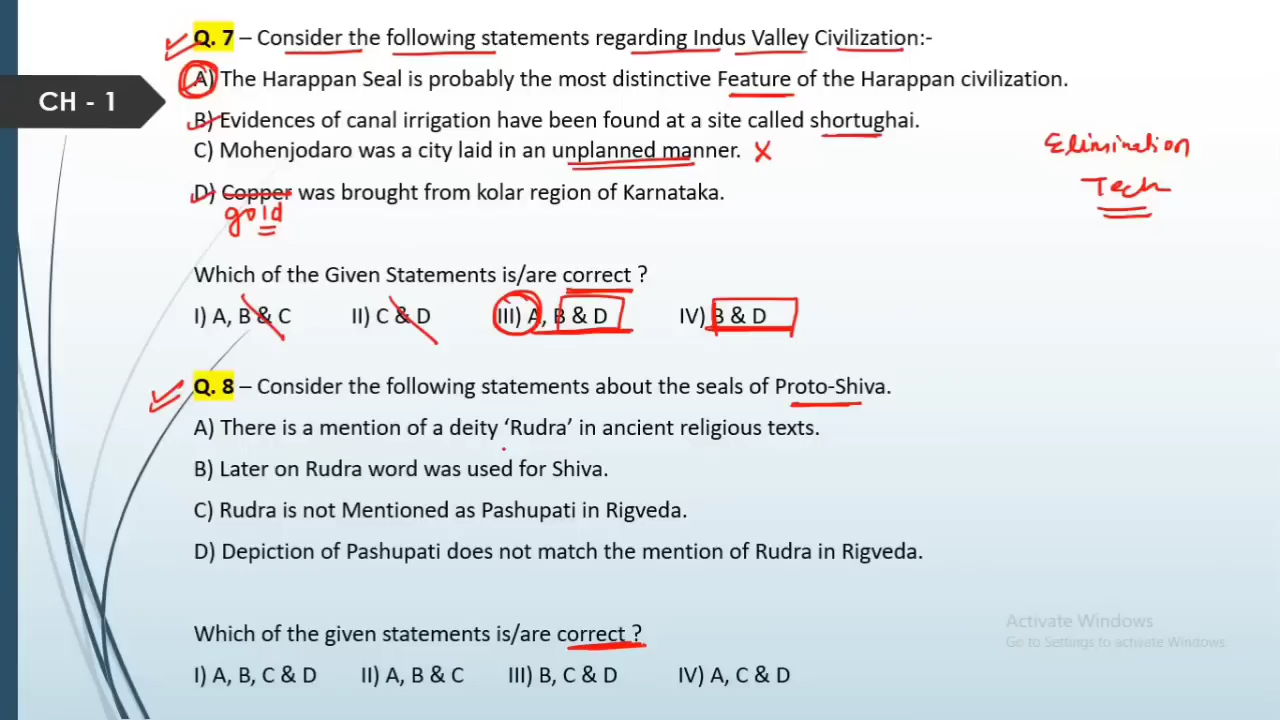 Q. 7 – Consider the following statements regarding Indus Valley Civilization:-
A) The Harappan Seal is probably the most distinctive Feature of the Harappan civilization.
CH - 1
B) Evidences of canal irrigation have been found at a site called shortughai.
C) Mohenjodaro was a city laid in an unplanned manner. X
Elimination
Tech
D) Copper was brought from kolar region of Karnataka.
gold
Which of the Given Statements is/are correct ?
I) A, B & C II) C & D III) A, B & D IV) B & D
Q. 8 – Consider the following statements about the seals of Proto-Shiva.
A) There is a mention of a deity ‘Rudra’ in ancient religious texts.
B) Later on Rudra word was used for Shiva.
C) Rudra is not Mentioned as Pashupati in Rigveda.
D) Depiction of Pashupati does not match the mention of Rudra in Rigveda.
Activate Windows
Go to Settings to activate Windows.
Which of the given statements is/are correct ?
I) A, B, C & D II) A, B & C III) B, C & D IV) A, C & D